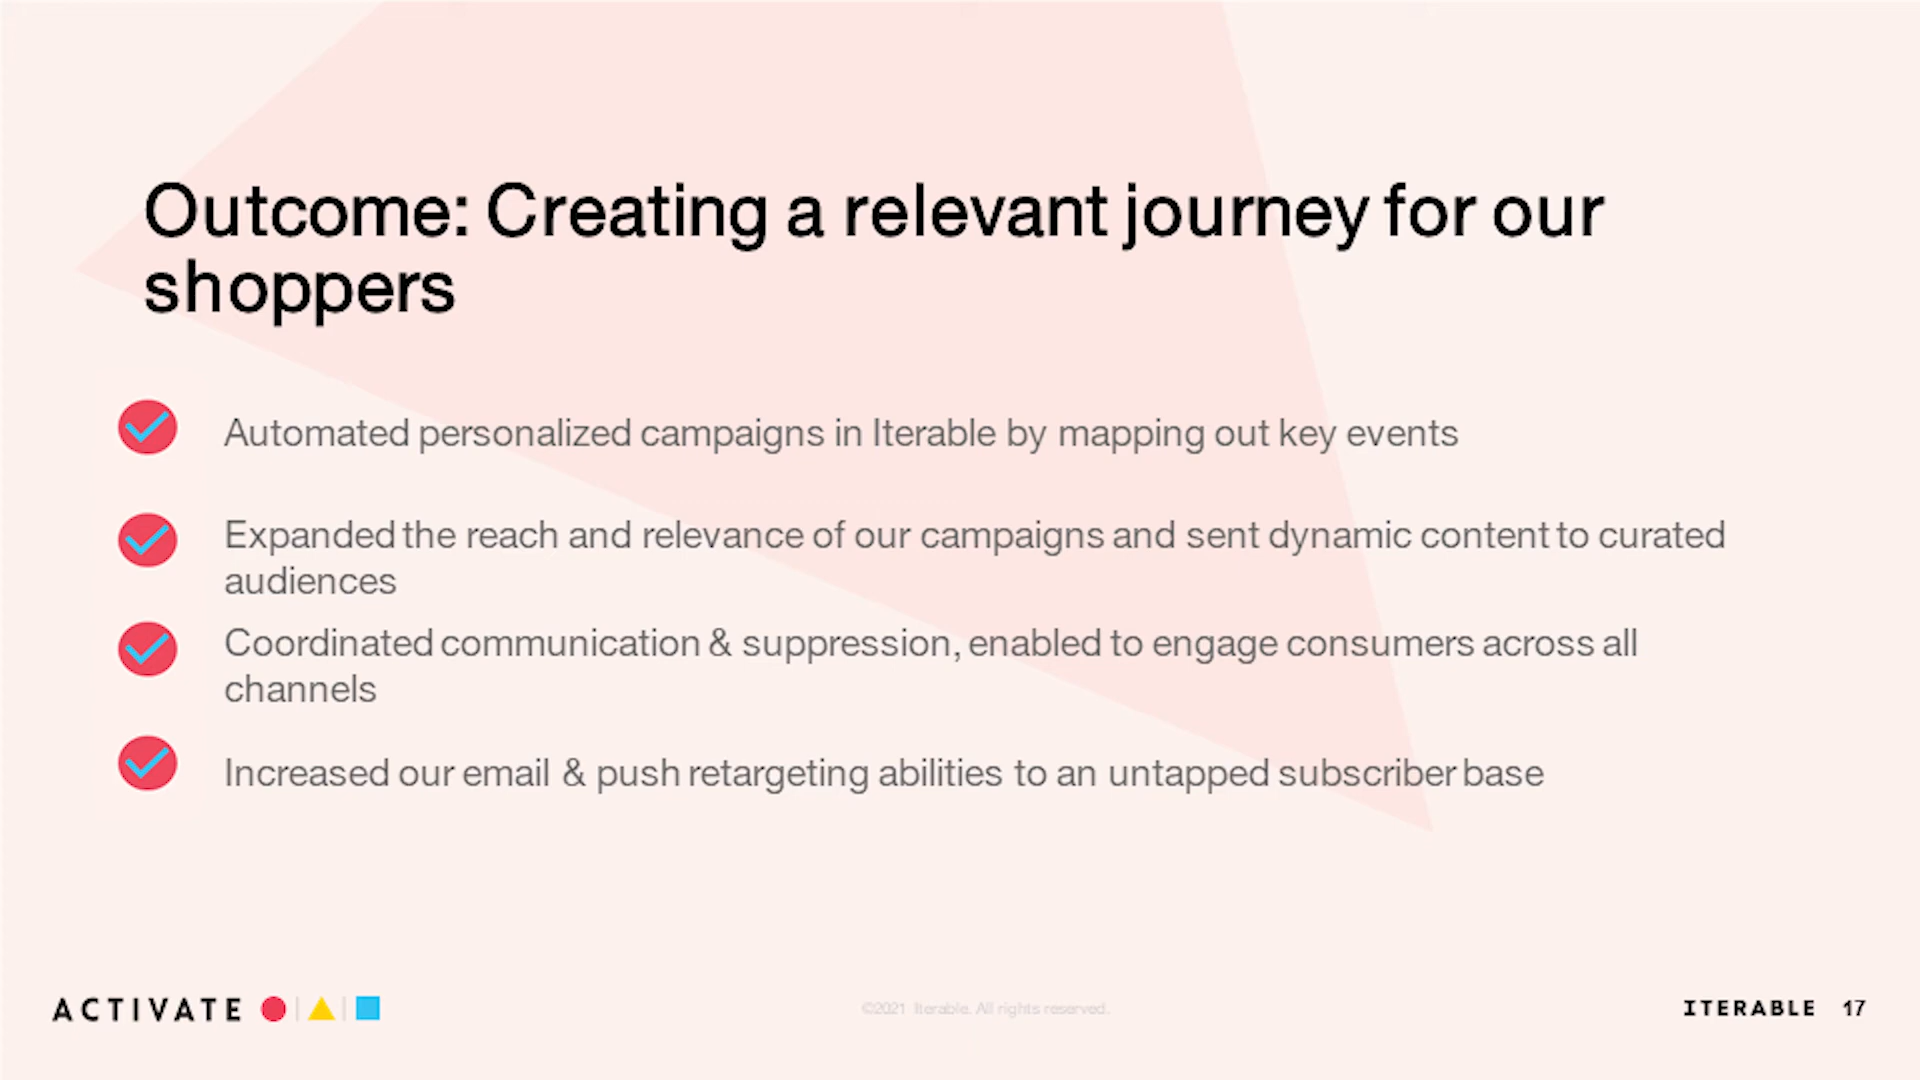 Outcome: Creating a relevant journey for our
shoppers
Automated personalized campaigns in Iterable by mapping out key events
Expanded the reach and relevance of our campaigns and sent dynamic content to curated
audiences
Coordinated communication & suppression, enabled to engage consumers across all
channels
Increased our email & push retargeting abilities to an untapped subscriber base
ACTIVATE
©2021 Iterable. All rights reserved.
ITERABLE 17